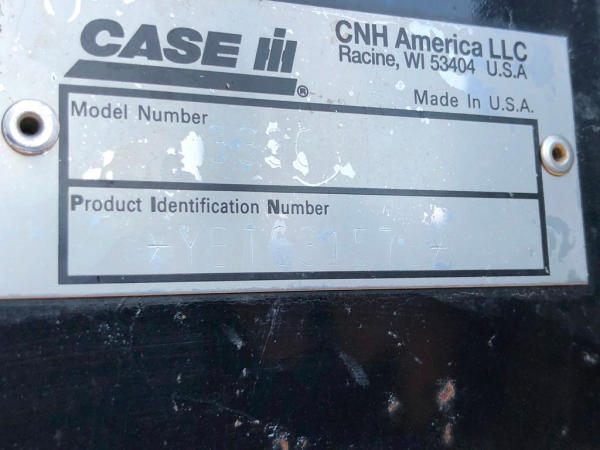 CASE IH ®
CNH America LLC
Racine, WI 53404 U.S.A
Made In U.S.A.
Model Number
Product Identification Number